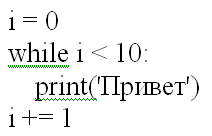 i = 0
while i < 10:
    print('Привет')
i += 1